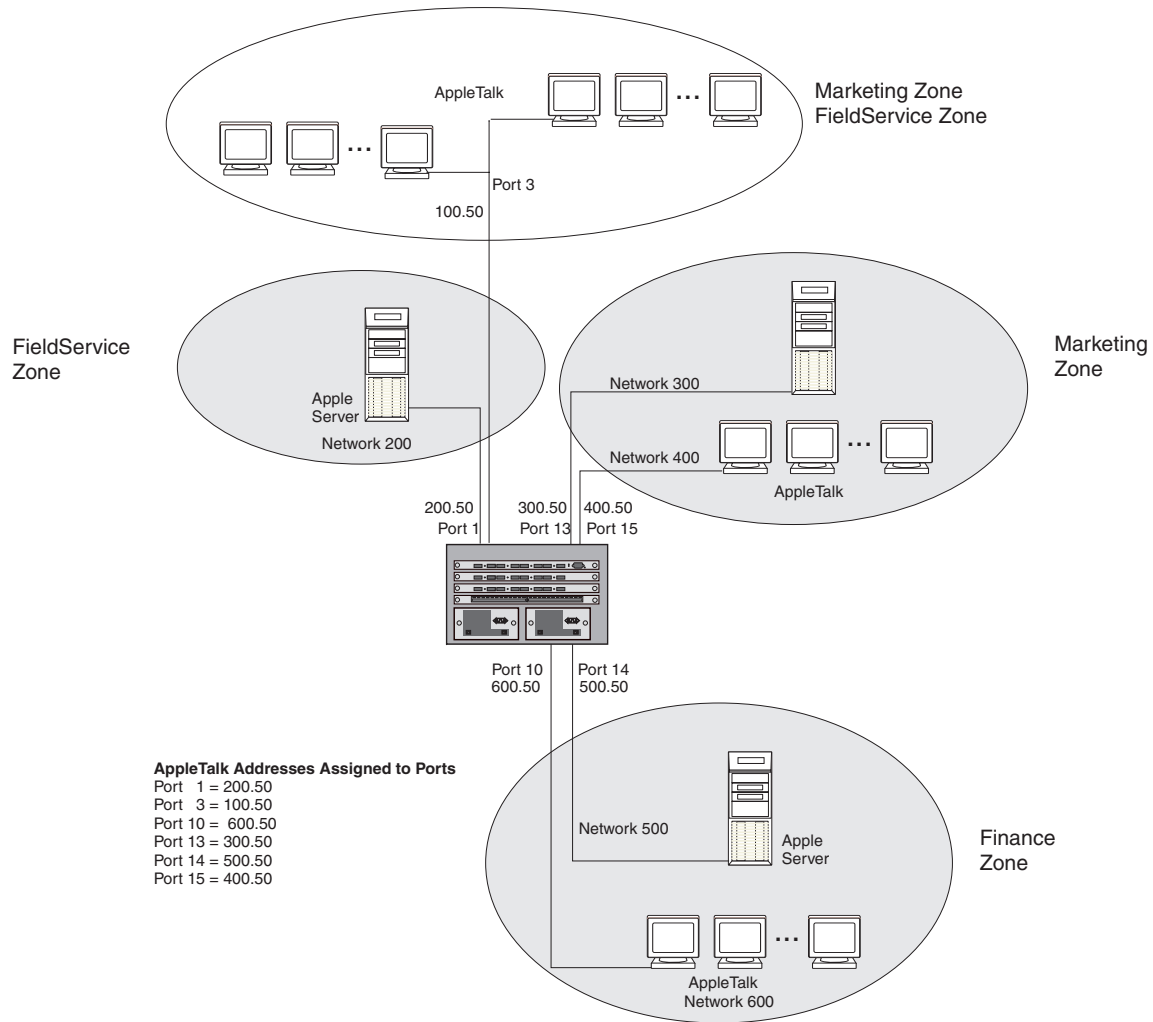 AppleTalk
Marketing Zone
FieldService Zone
Port 3
100.50
FieldService
Zone
Apple
Server
Network 200
Marketing
Zone
Network 300
Network 400
AppleTalk
200.50
Port 1
300.50
Port 13
400.50
Port 15
Port 10
600.50
Port 14
500.50
AppleTalk Addresses Assigned to Ports
Port 1 = 200.50
Port 3 = 100.50
Port 10 = 600.50
Port 13 = 300.50
Port 14 = 500.50
Port 15 = 400.50
Network 500
Apple
Server
Finance
Zone
AppleTalk
Network 600